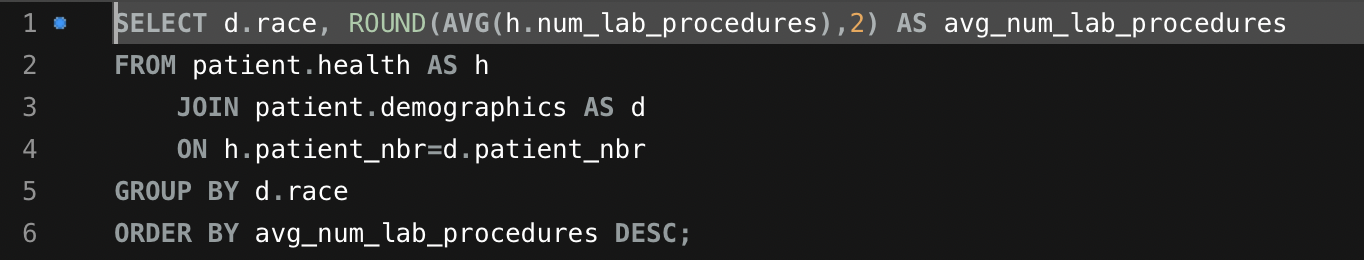 1 SELECT d.race, ROUND(AVG(h.num_lab_procedures),2) AS avg_num_lab_procedures
2 FROM patient.health AS h
3     JOIN patient.demographics AS d
4     ON h.patient_nbr=d.patient_nbr
5 GROUP BY d.race
6 ORDER BY avg_num_lab_procedures DESC;